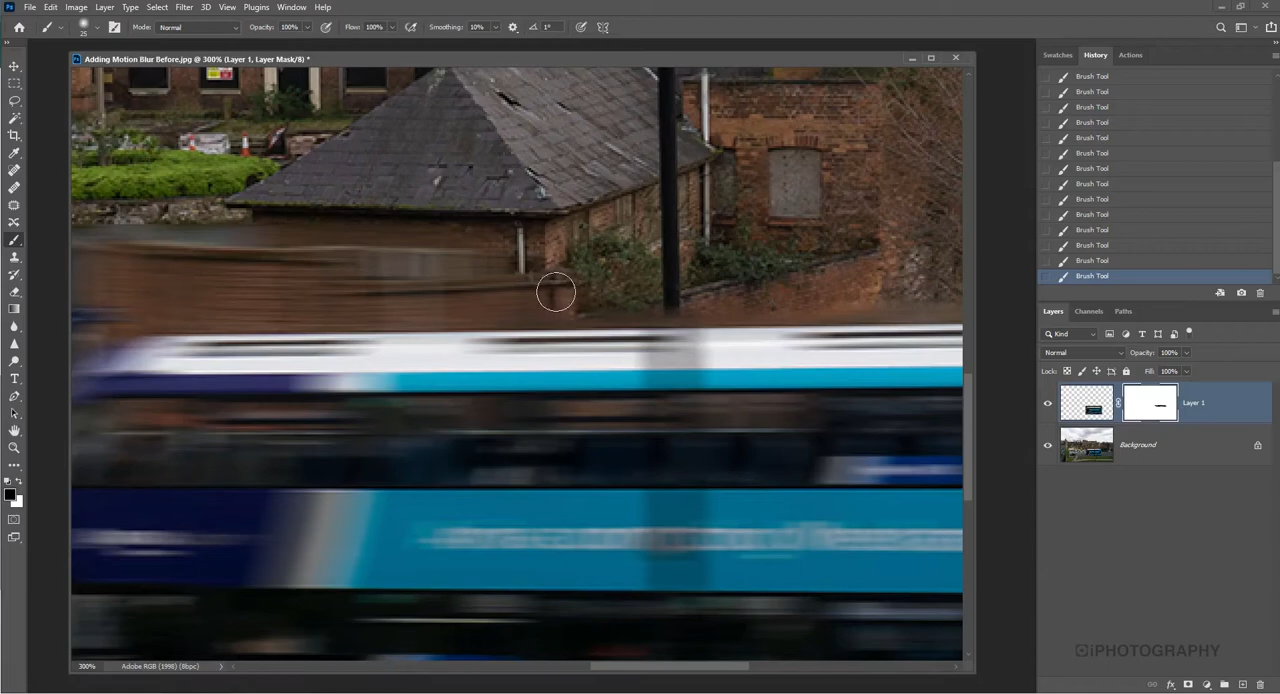 File Edit Image Layer Type Select Filter 3D View Plugins Window Help
25 Mode: Normal Opacity: 100% Flow: 100% Smoothing: 10% 1°
Adding Motion Blur Before.jpg @ 300% (Layer 1, Layer Mask/8) *
Swatches History Actions
Brush Tool
Brush Tool
Brush Tool
Brush Tool
Brush Tool
Brush Tool
Brush Tool
Brush Tool
Brush Tool
Brush Tool
Brush Tool
Brush Tool
Brush Tool
Brush Tool
Layers Channels Paths
Kind
Normal Opacity: 100%
Lock: Fill: 100%
Layer 1
Background
iPHOTOGRAPHY
300% Adobe RGB (1998) (8bpc)